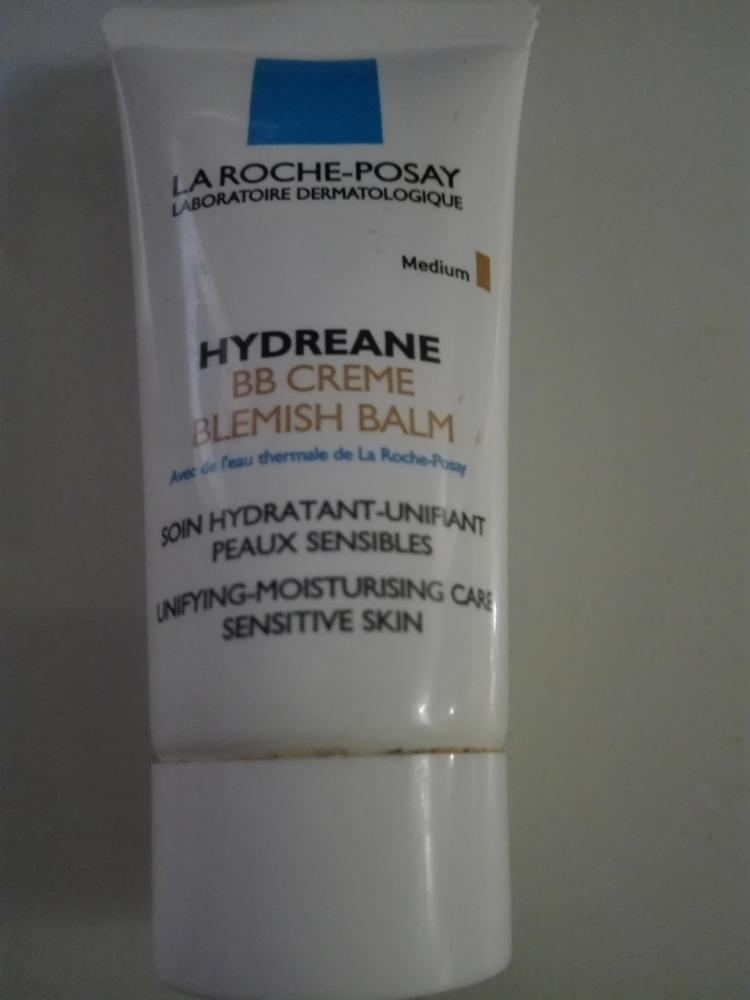 LA ROCHE-POSAY
LABORATOIRE DERMATOLOGIQUE
Medium
HYDREANE
BB CREME
BLEMISH BALM
Avec de l'eau thermale de La Roche-Posay
SOIN HYDRATANT-UNIFIANT
PEAUX SENSIBLES
UNIFYING-MOISTURISING CARE
SENSITIVE SKIN